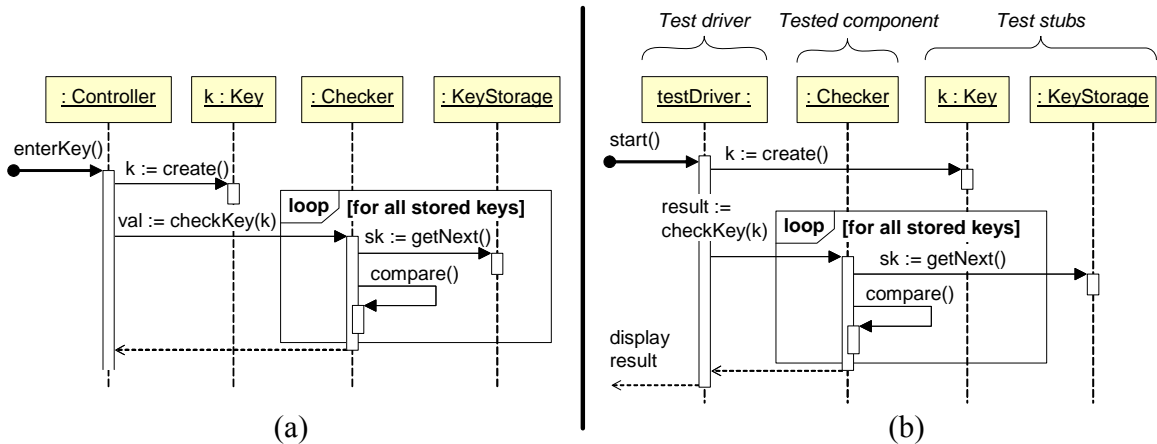 : Controller
k : Key
: Checker
: KeyStorage
enterKey()
k := create()
loop
[for all stored keys]
val := checkKey(k)
sk := getNext()
compare()
(a)
Test driver
Tested component
Test stubs
testDriver :
: Checker
k : Key
: KeyStorage
start()
k := create()
result :=
checkKey(k)
loop
[for all stored keys]
sk := getNext()
compare()
display
result
(b)